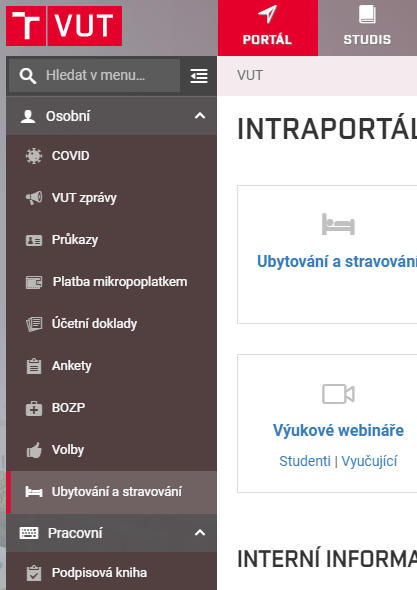 VUT
PORTÁL
STUDIS
Hledat v menu...
VUT
Osobní
INTRAPORTÁL
COVID
VUT zprávy
Průkazy
Platba mikropoplatkem
Účetní doklady
Ankety
BOZP
Volby
Ubytování a stravování
Pracovní
Podpisová kniha
Ubytování a stravování
Výukové webináře
Studenti | Vyučující
INTERNÍ